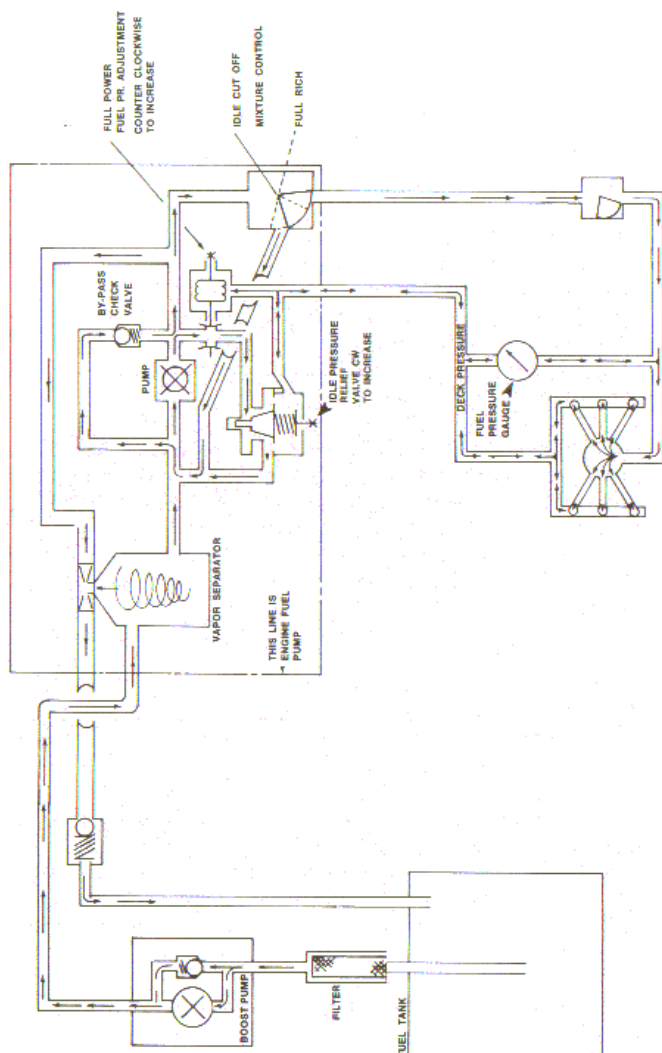 FULL POWER
FUEL PR. ADJUSTMENT
COUNTER CLOCKWISE
TO INCREASE
IDLE CUT OFF
MIXTURE CONTROL
FULL RICH
BY-PASS
CHECK
VALVE
PUMP
IDLE PRESSURE
RELIEF
VALVE CW
TO INCREASE
DECK PRESSURE
FUEL
PRESSURE
GAUGE
VAPOR SEPARATOR
THIS LINE IS
ENGINE FUEL
PUMP
BOOST PUMP
FILTER
FUEL TANK